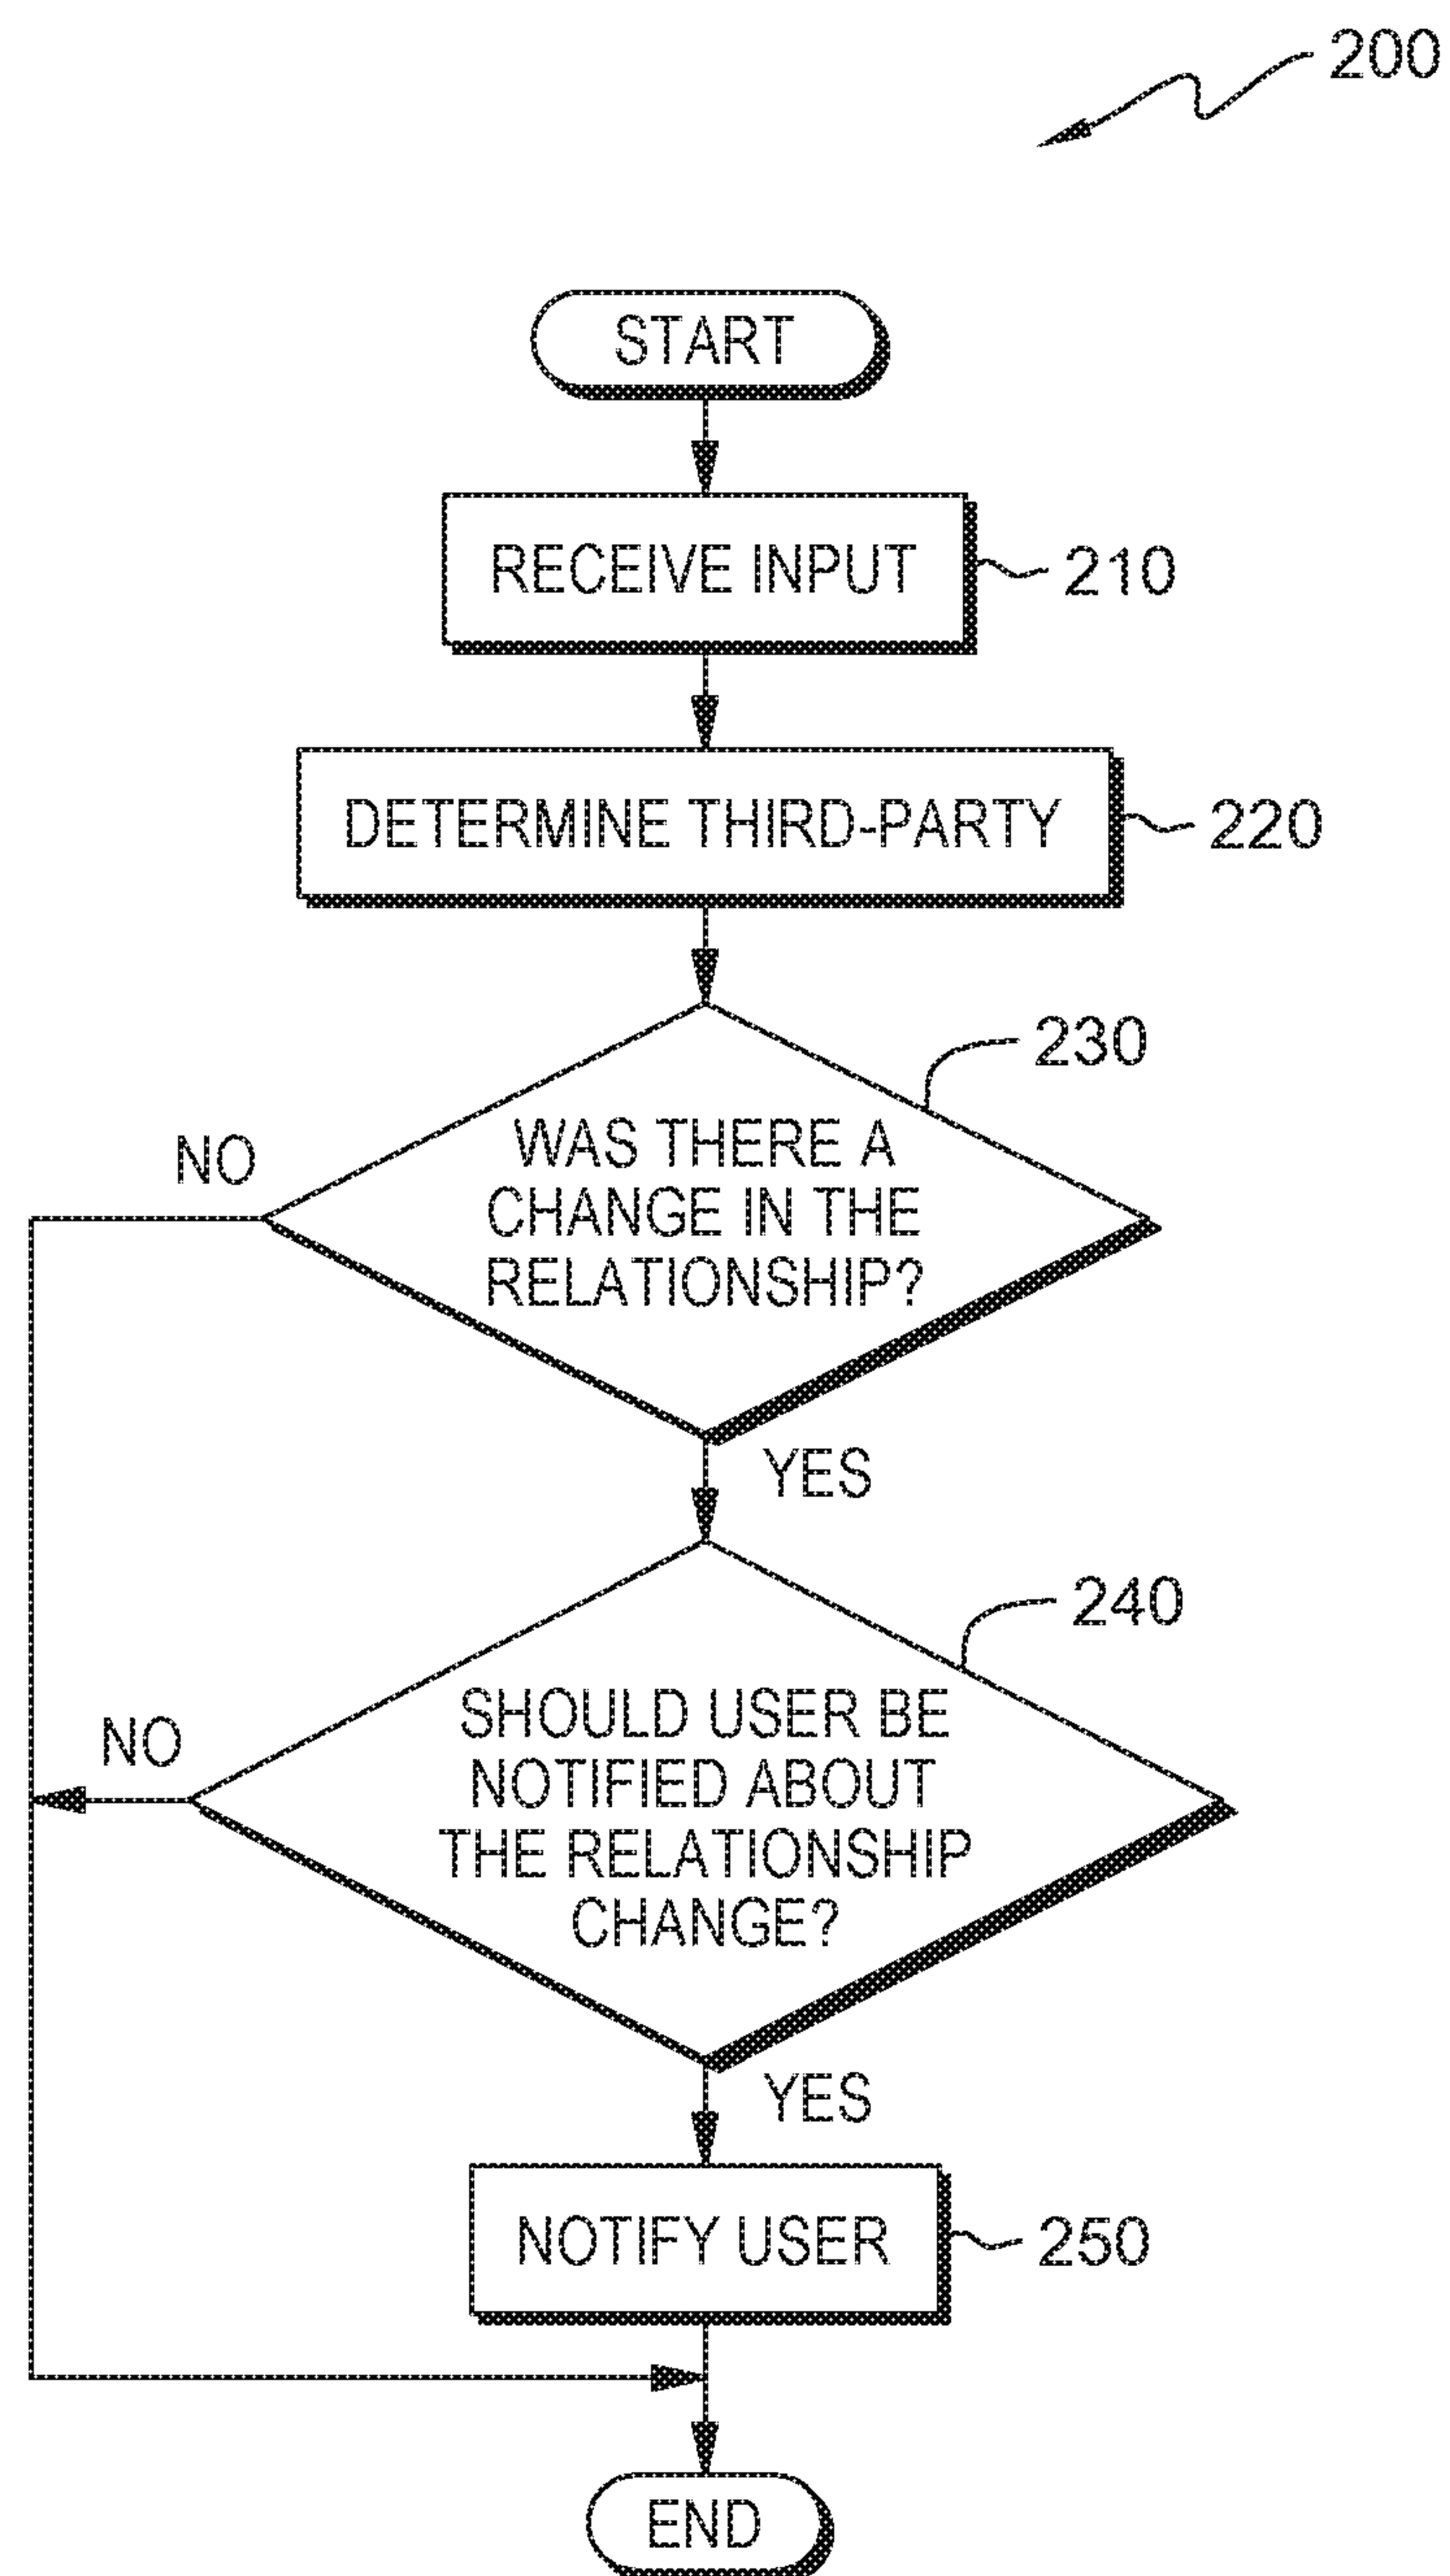 200
START
RECEIVE INPUT
210
DETERMINE THIRD-PARTY
220
230
WAS THERE A
CHANGE IN THE
RELATIONSHIP?
NO
YES
240
SHOULD USER BE
NOTIFIED ABOUT
THE RELATIONSHIP
CHANGE?
NO
YES
NOTIFY USER
250
END